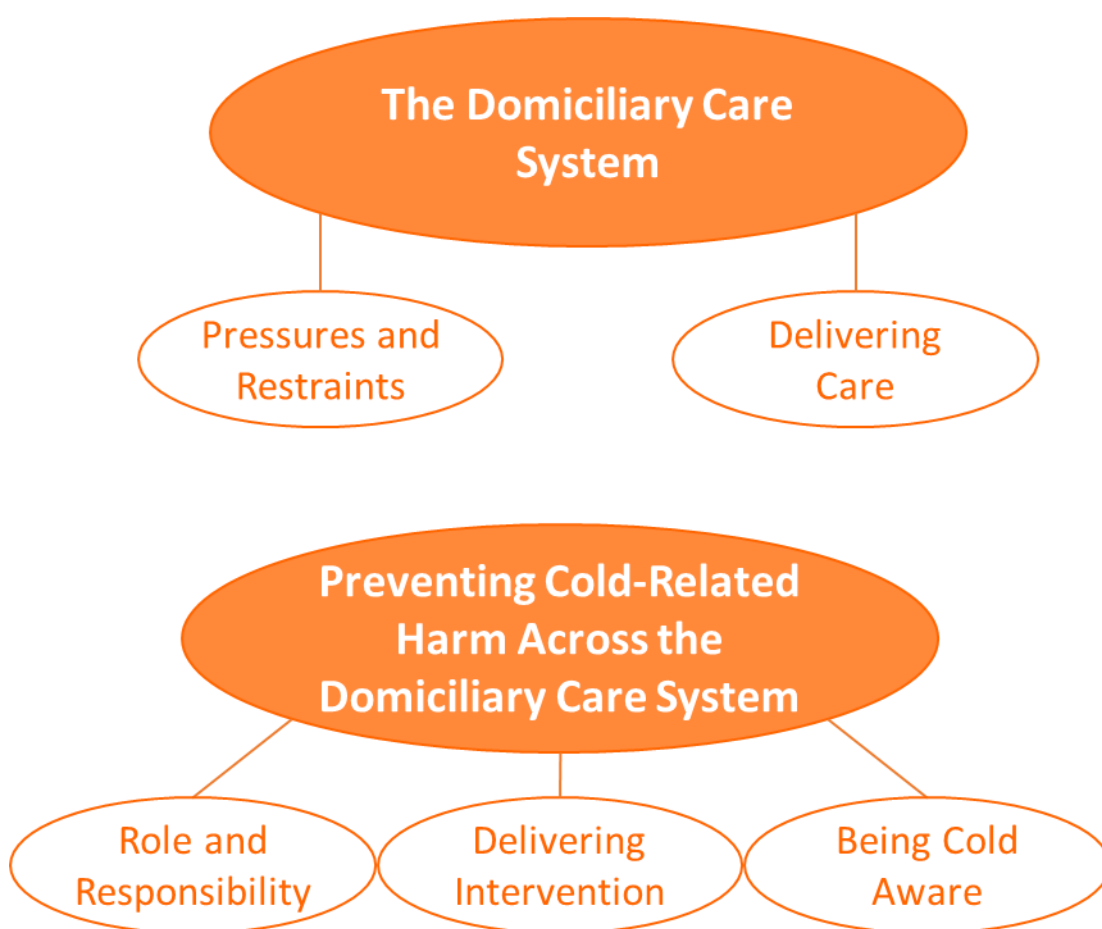 The Domiciliary Care
System
Pressures and
Restraints
Delivering
Care
Preventing Cold-Related
Harm Across the
Domiciliary Care System
Role and
Responsibility
Delivering
Intervention
Being Cold
Aware